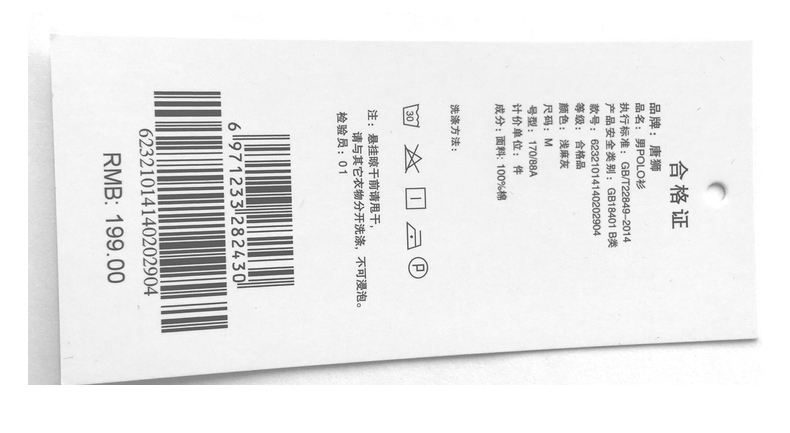 合格证
品牌：唐狮
品名：男POLO衫
执行标准：GB/T22849-2014
产品安全类别：GB18401 B类
款号：62321014140202904
等级：合格品
颜色：浅麻灰
尺码：M
号型：170/88A
计价单位：件
成分：面料: 100%棉
洗涤方法：
30
P
注：悬挂晾干前请甩干，
请与其它衣物分开洗涤，不可浸泡。
检验员：01
6 971233 282430
62321014140202904
RMB: 199.00